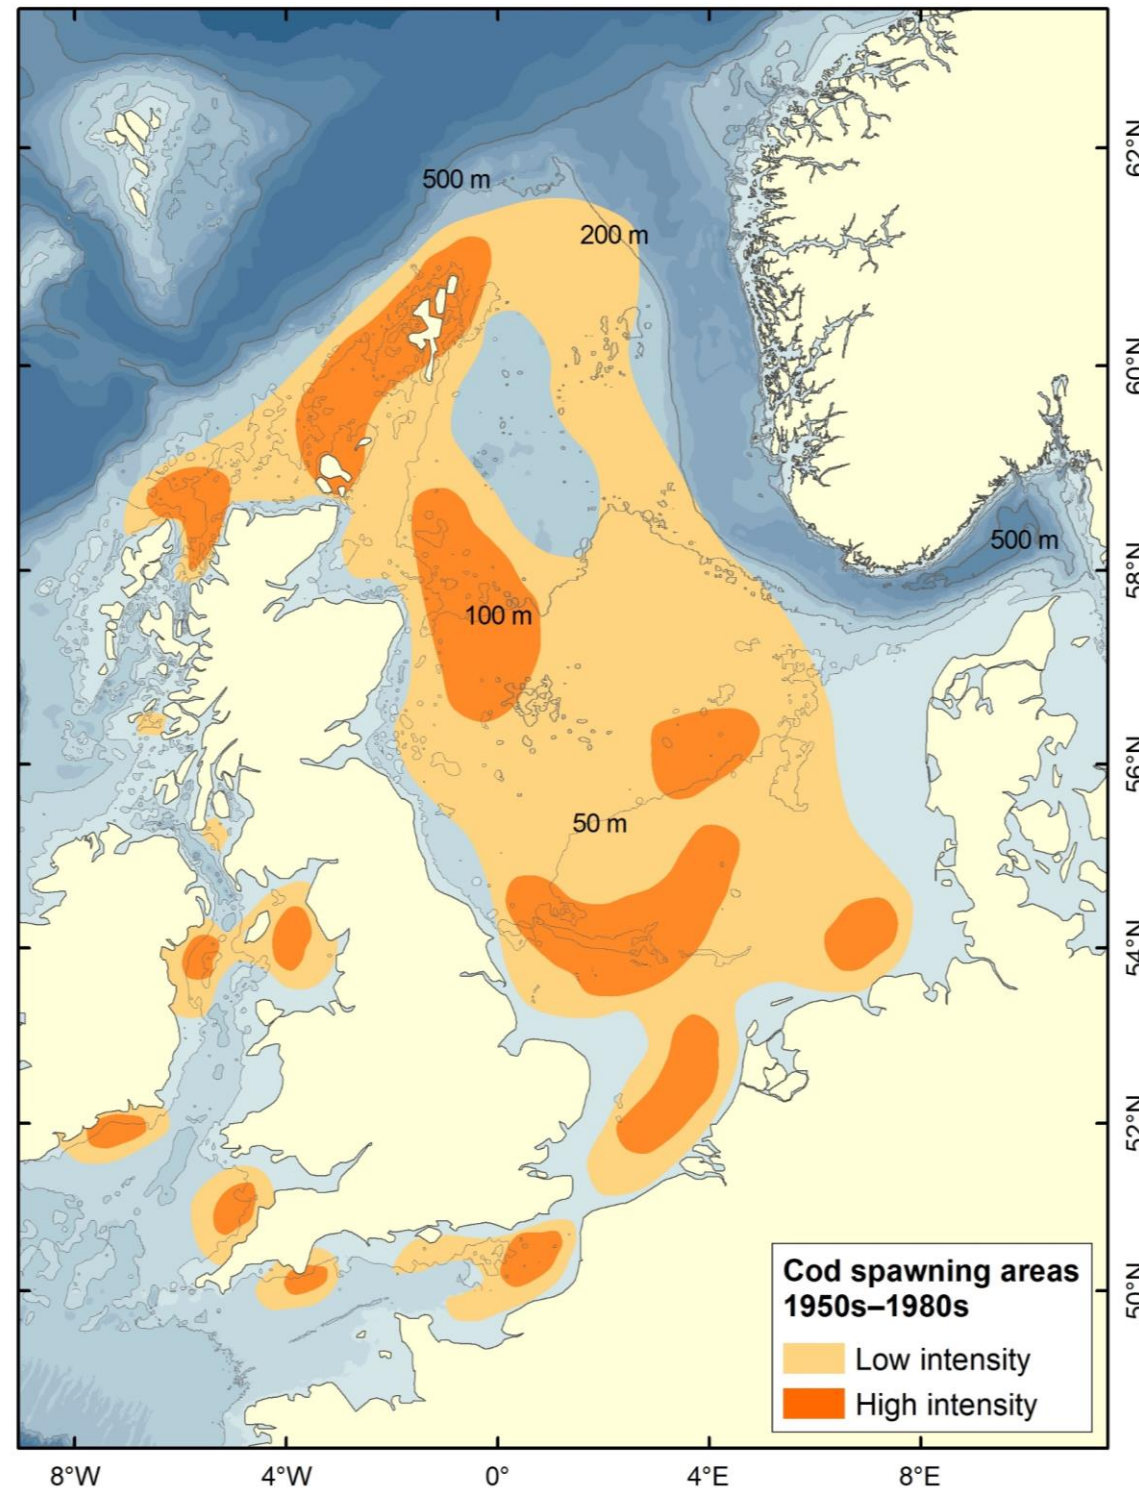 500 m
200 m
500 m
100 m
50 m
62°N
60°N
58°N
56°N
54°N
52°N
50°N
Cod spawning areas
1950s–1980s
Low intensity
High intensity
8°W
4°W
0°
4°E
8°E